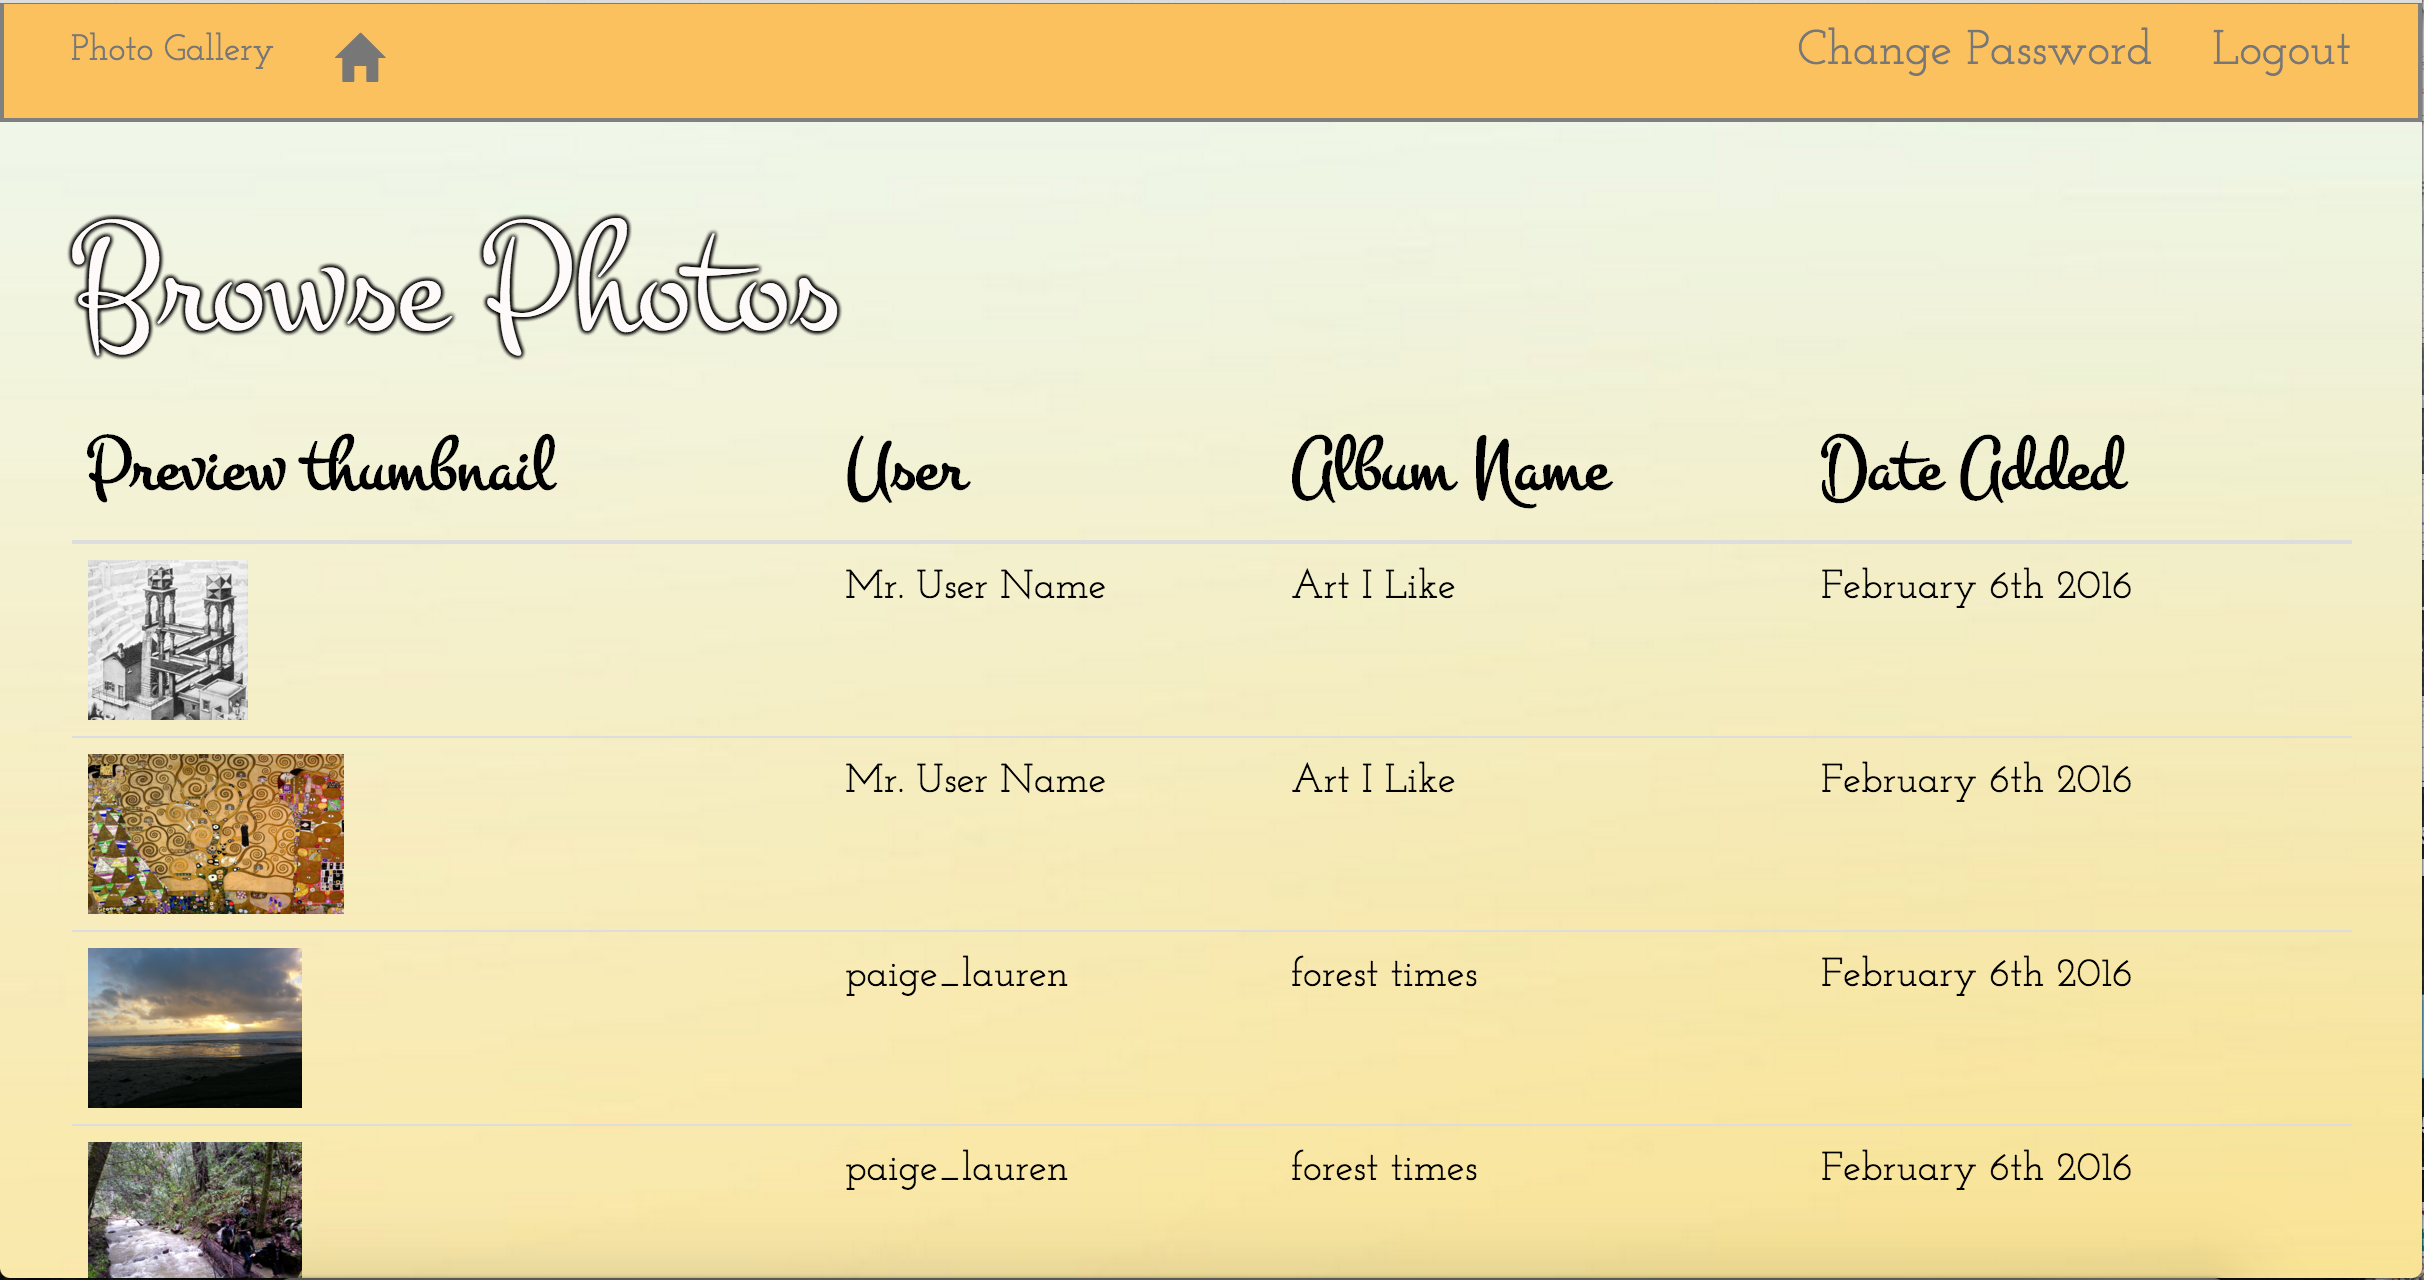 Photo Gallery Change Password Logout
Browse Photos
Preview thumbnail User Album Name Date Added
Mr. User Name Art I Like February 6th 2016
Mr. User Name Art I Like February 6th 2016
paige_lauren forest times February 6th 2016
paige_lauren forest times February 6th 2016